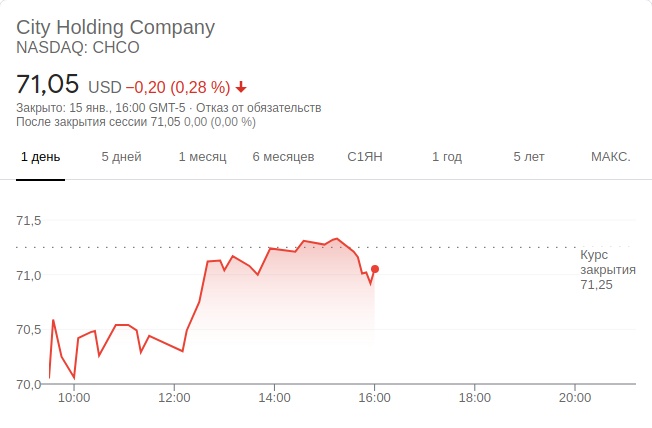 City Holding Company
NASDAQ: CHCO
71,05 USD −0,20 (0,28 %)
Закрыто: 15 янв., 16:00 GMT-5 · Отказ от обязательств
После закрытия сессии 71,05 0,00 (0,00 %)
1 день 5 дней 1 месяц 6 месяцев С1ЯН 1 год 5 лет МАКС.
71,5
Курс
закрытия
71,25
71,0
70,5
70,0
10:00 12:00 14:00 16:00 18:00 20:00